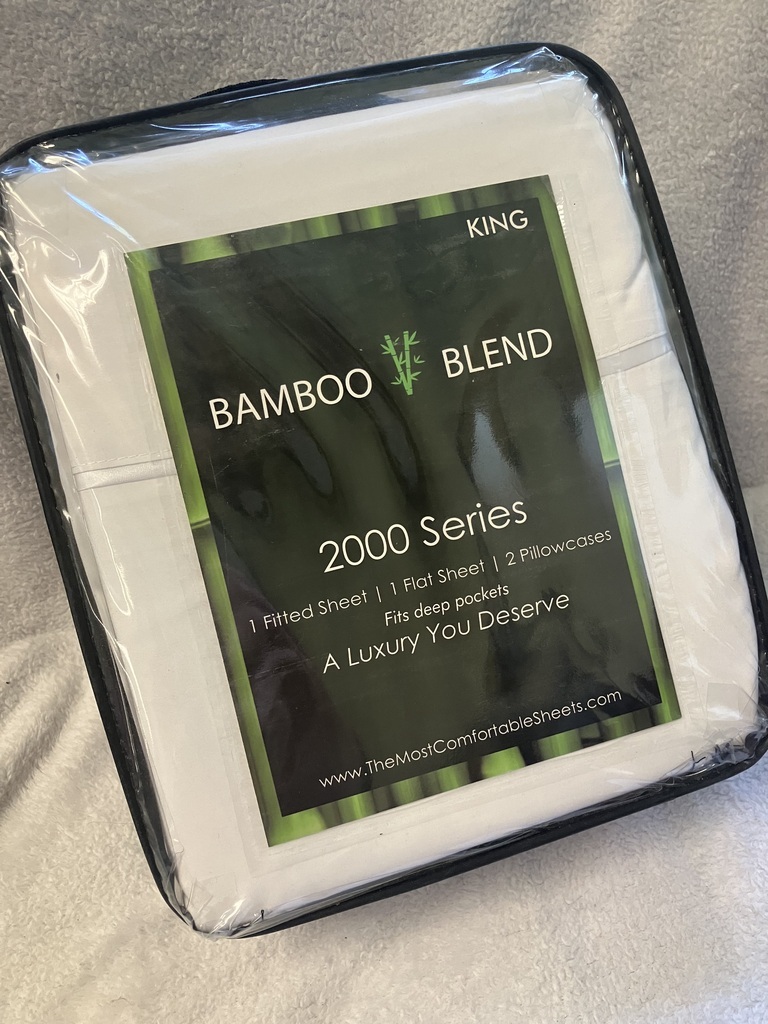 KING
BAMBOO BLEND
2000 Series
1 Fitted Sheet | 1 Flat Sheet | 2 Pillowcases
Fits deep pockets
A Luxury You Deserve
www.TheMostComfortableSheets.com